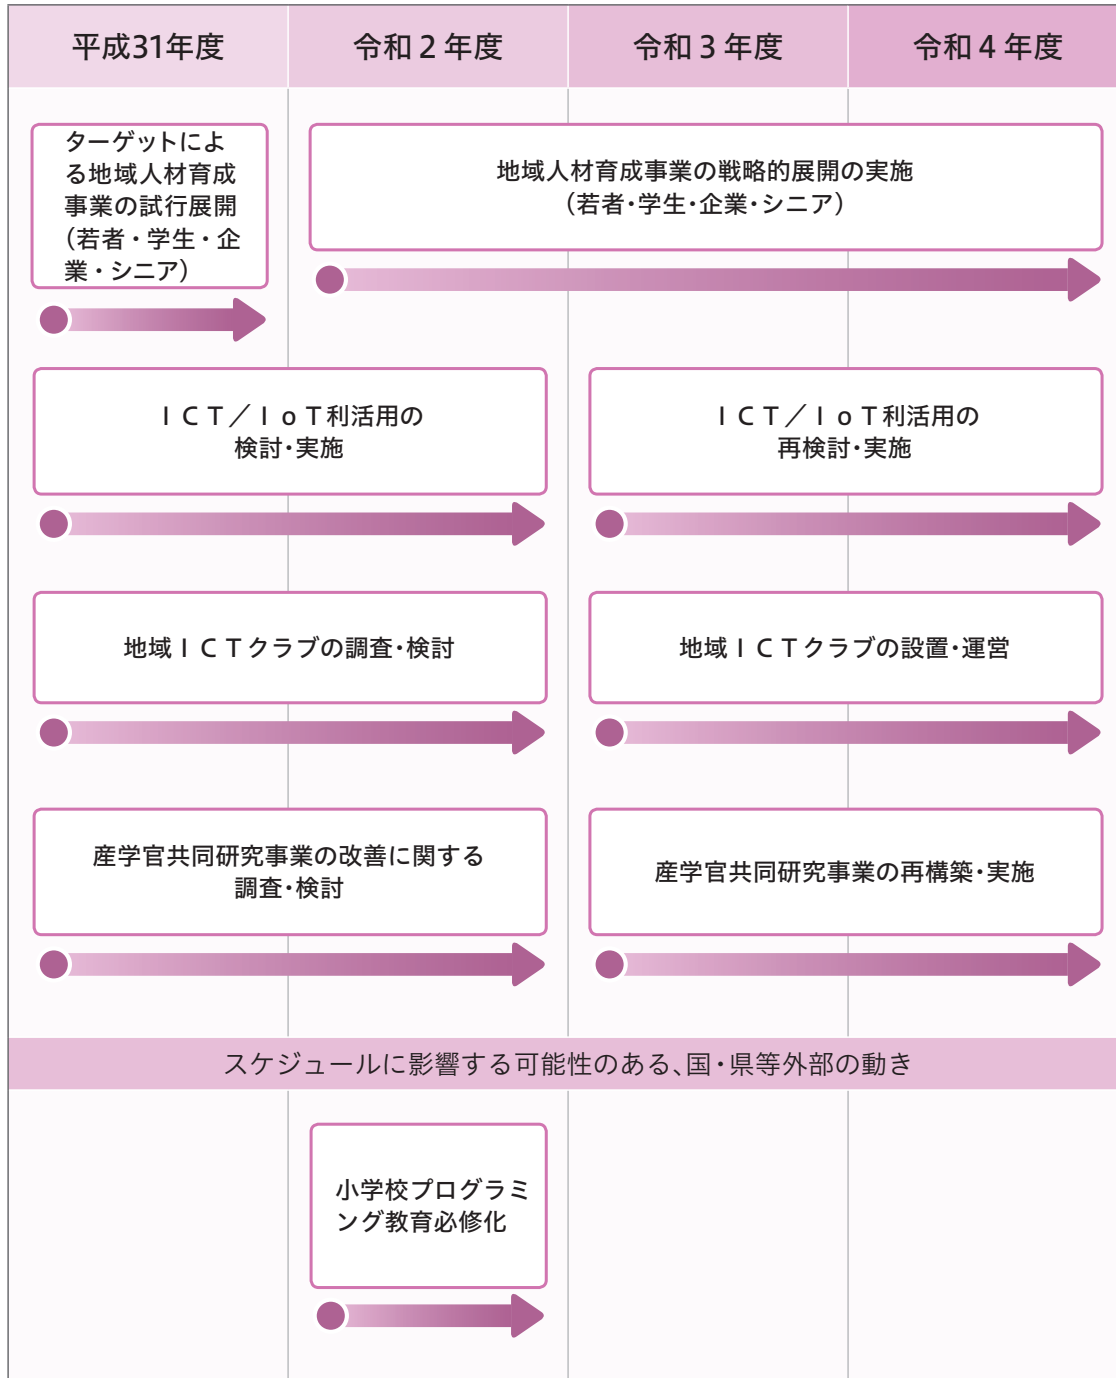 平成31年度
令和２年度
令和３年度
令和４年度
ターゲットによ
る地域人材育成
事業の試行展開
（若者・学生・企
業・シニア）
地域人材育成事業の戦略的展開の実施
（若者・学生・企業・シニア）
ＩＣＴ／ＩｏＴ利活用の
検討・実施
ＩＣＴ／ＩｏＴ利活用の
再検討・実施
地域ＩＣＴクラブの調査・検討
地域ＩＣＴクラブの設置・運営
産学官共同研究事業の改善に関する
調査・検討
産学官共同研究事業の再構築・実施
スケジュールに影響する可能性のある、国・県等外部の動き
小学校プログラミ
ング教育必修化